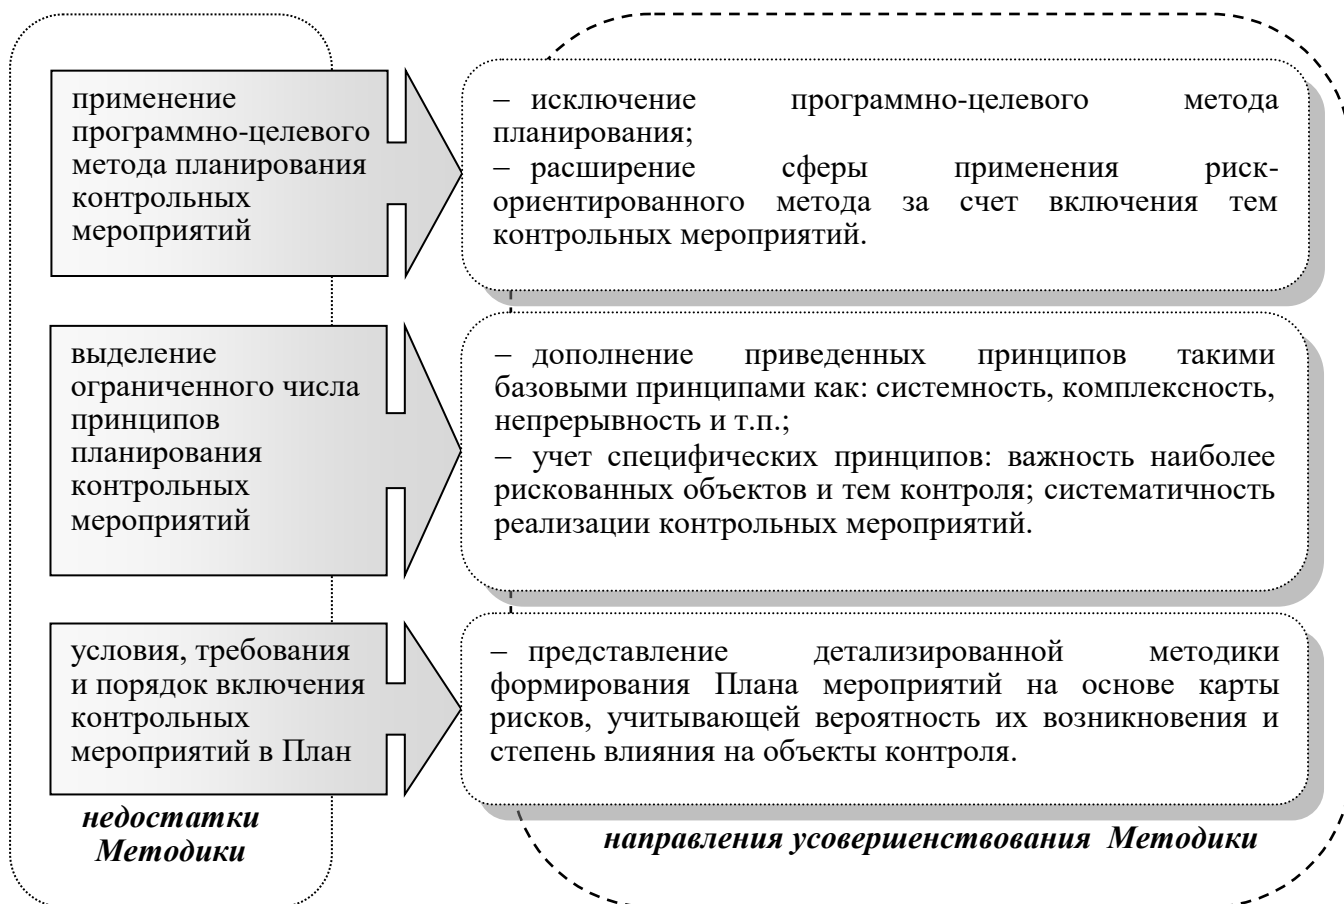 применение
программно-целевого
метода планирования
контрольных
мероприятий
– исключение программно-целевого метода
планирования;
– расширение сферы применения риск-
ориентированного метода за счет включения тем
контрольных мероприятий.
выделение
ограниченного числа
принципов
планирования
контрольных
мероприятий
– дополнение приведенных принципов такими
базовыми принципами как: системность, комплексность,
непрерывность и т.п.;
– учет специфических принципов: важность наиболее
рискованных объектов и тем контроля; систематичность
реализации контрольных мероприятий.
условия, требования
и порядок включения
контрольных
мероприятий в План
– представление детализированной методики
формирования Плана мероприятий на основе карты
рисков, учитывающей вероятность их возникновения и
степень влияния на объекты контроля.
недостатки
Методики
направления усовершенствования Методики